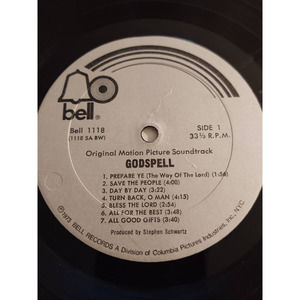 bell
Bell 1118
(1118 SA BW)
SIDE 1
33⅓ R.P.M.
Original Motion Picture Soundtrack
GODSPELL
1. PREPARE YE (The Way Of The Lord) (1:56)
2. SAVE THE PEOPLE (4:00)
3. DAY BY DAY (3:22)
4. TURN BACK, O MAN (4:15)
5. BLESS THE LORD (2:54)
6. ALL FOR THE BEST (3:48)
7. ALL GOOD GIFTS (3:40)
Produced by Stephen Schwartz
©1973 BELL RECORDS A Division of Columbia Pictures Industries, Inc., NYC